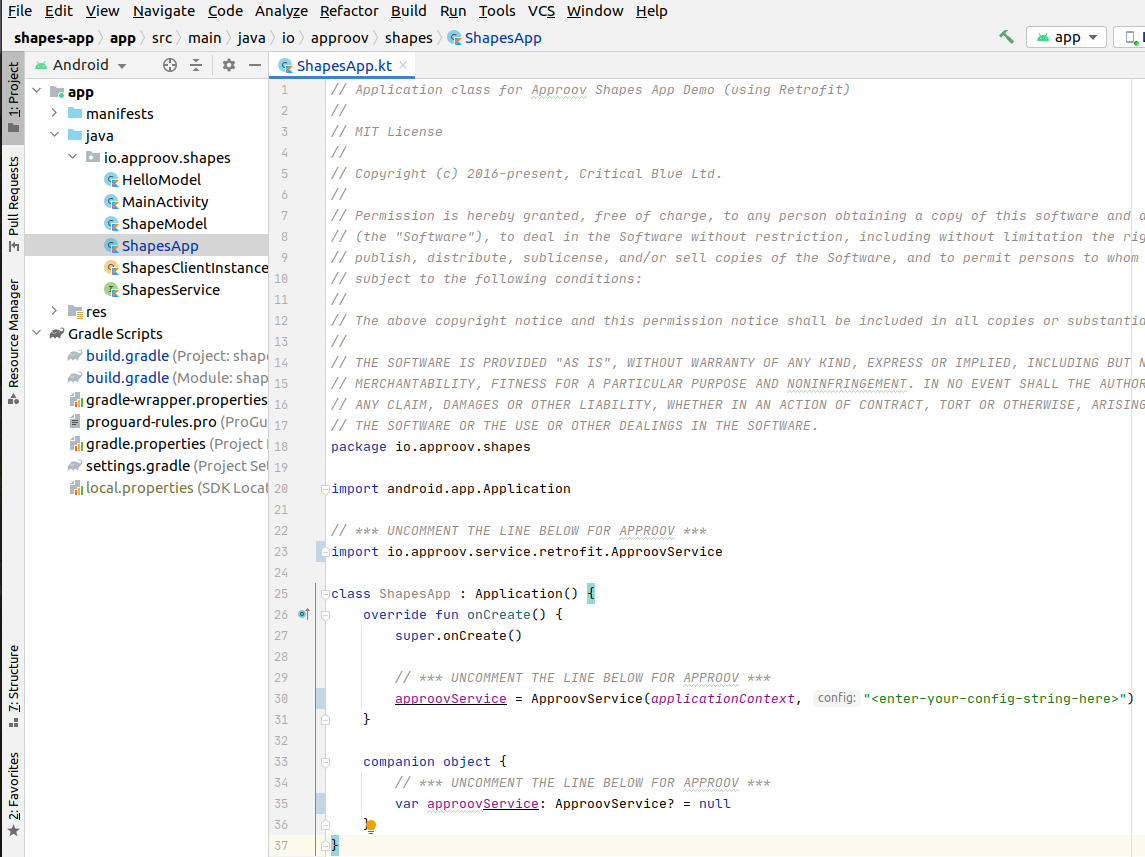 File Edit View Navigate Code Analyze Refactor Build Run Tools VCS Window Help
shapes-app app src main java io approov shapes ShapesApp app
1: Project
Pull Requests
Resource Manager
7: Structure
2: Favorites
Android
app
manifests
java
io.approov.shapes
HelloModel
MainActivity
ShapeModel
ShapesApp
ShapesClientInstance
ShapesService
res
Gradle Scripts
build.gradle (Project: shap
build.gradle (Module: shap
gradle-wrapper.properties
proguard-rules.pro (ProGu
gradle.properties (Project
settings.gradle (Project Set
local.properties (SDK Locat
ShapesApp.kt
1 // Application class for Approov Shapes App Demo (using Retrofit)
2 //
3 // MIT License
4 //
5 // Copyright (c) 2016-present, Critical Blue Ltd.
6 //
7 // Permission is hereby granted, free of charge, to any person obtaining a copy of this software and a
8 // (the "Software"), to deal in the Software without restriction, including without limitation the rig
9 // publish, distribute, sublicense, and/or sell copies of the Software, and to permit persons to whom
10 // subject to the following conditions:
11 //
12 // The above copyright notice and this permission notice shall be included in all copies or substantia
13 //
14 // THE SOFTWARE IS PROVIDED "AS IS", WITHOUT WARRANTY OF ANY KIND, EXPRESS OR IMPLIED, INCLUDING BUT N
15 // MERCHANTABILITY, FITNESS FOR A PARTICULAR PURPOSE AND NONINFRINGEMENT. IN NO EVENT SHALL THE AUTHOR
16 // ANY CLAIM, DAMAGES OR OTHER LIABILITY, WHETHER IN AN ACTION OF CONTRACT, TORT OR OTHERWISE, ARISING
17 // THE SOFTWARE OR THE USE OR OTHER DEALINGS IN THE SOFTWARE.
18 package io.approov.shapes
19
20 import android.app.Application
21
22 // *** UNCOMMENT THE LINE BELOW FOR APPROOV ***
23 import io.approov.service.retrofit.ApproovService
24
25 class ShapesApp : Application() {
26 override fun onCreate() {
27 super.onCreate()
28
29 // *** UNCOMMENT THE LINE BELOW FOR APPROOV ***
30 approovService = ApproovService(applicationContext, config: "<enter-your-config-string-here>")
31 }
32
33 companion object {
34 // *** UNCOMMENT THE LINE BELOW FOR APPROOV ***
35 var approovService: ApproovService? = null
36 }
37 }